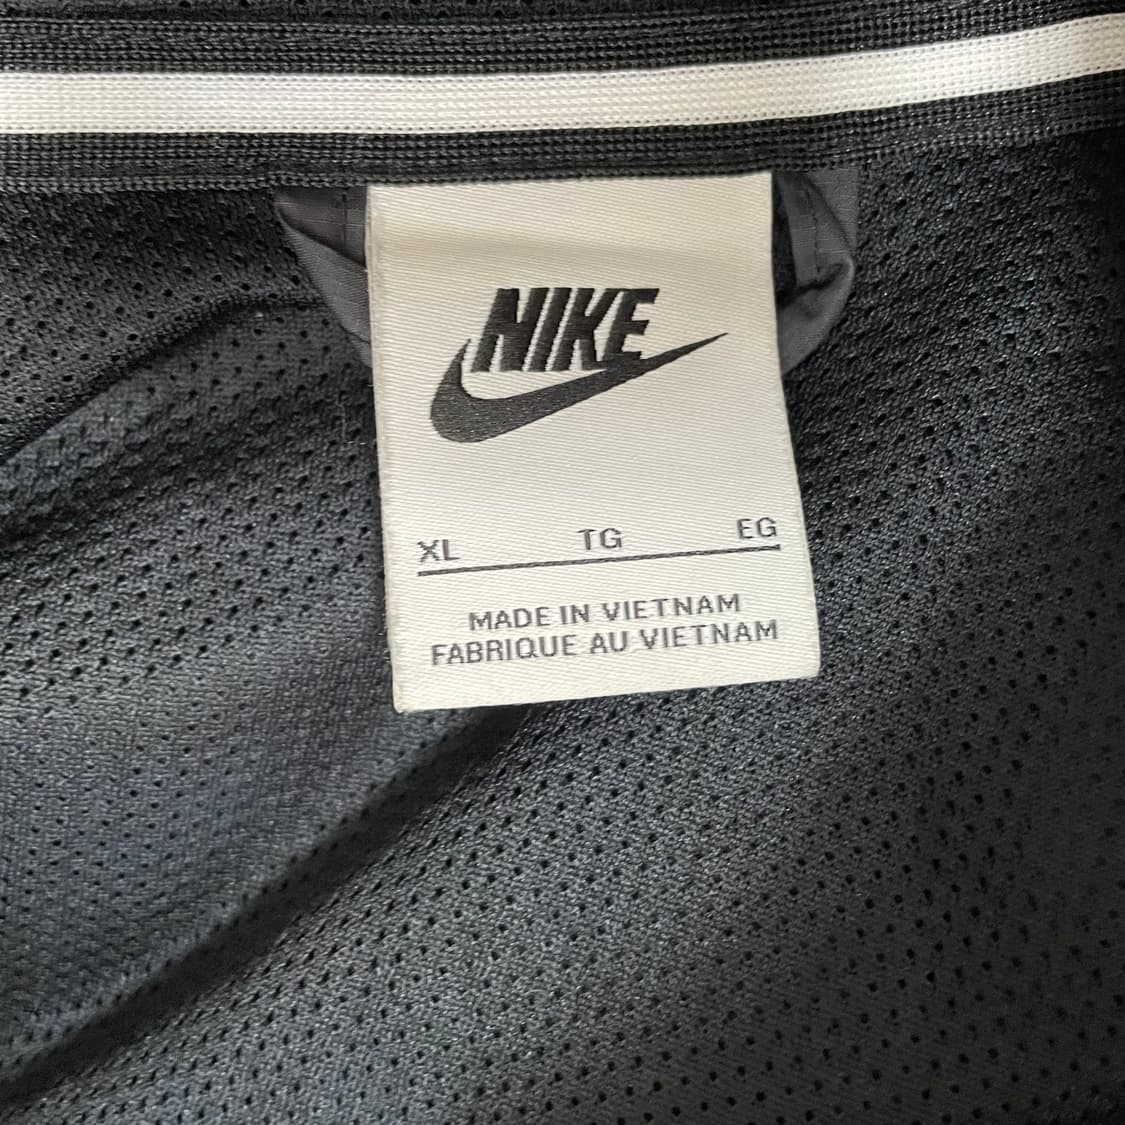 NIKE
XL TG EG
MADE IN VIETNAM
FABRIQUE AU VIETNAM